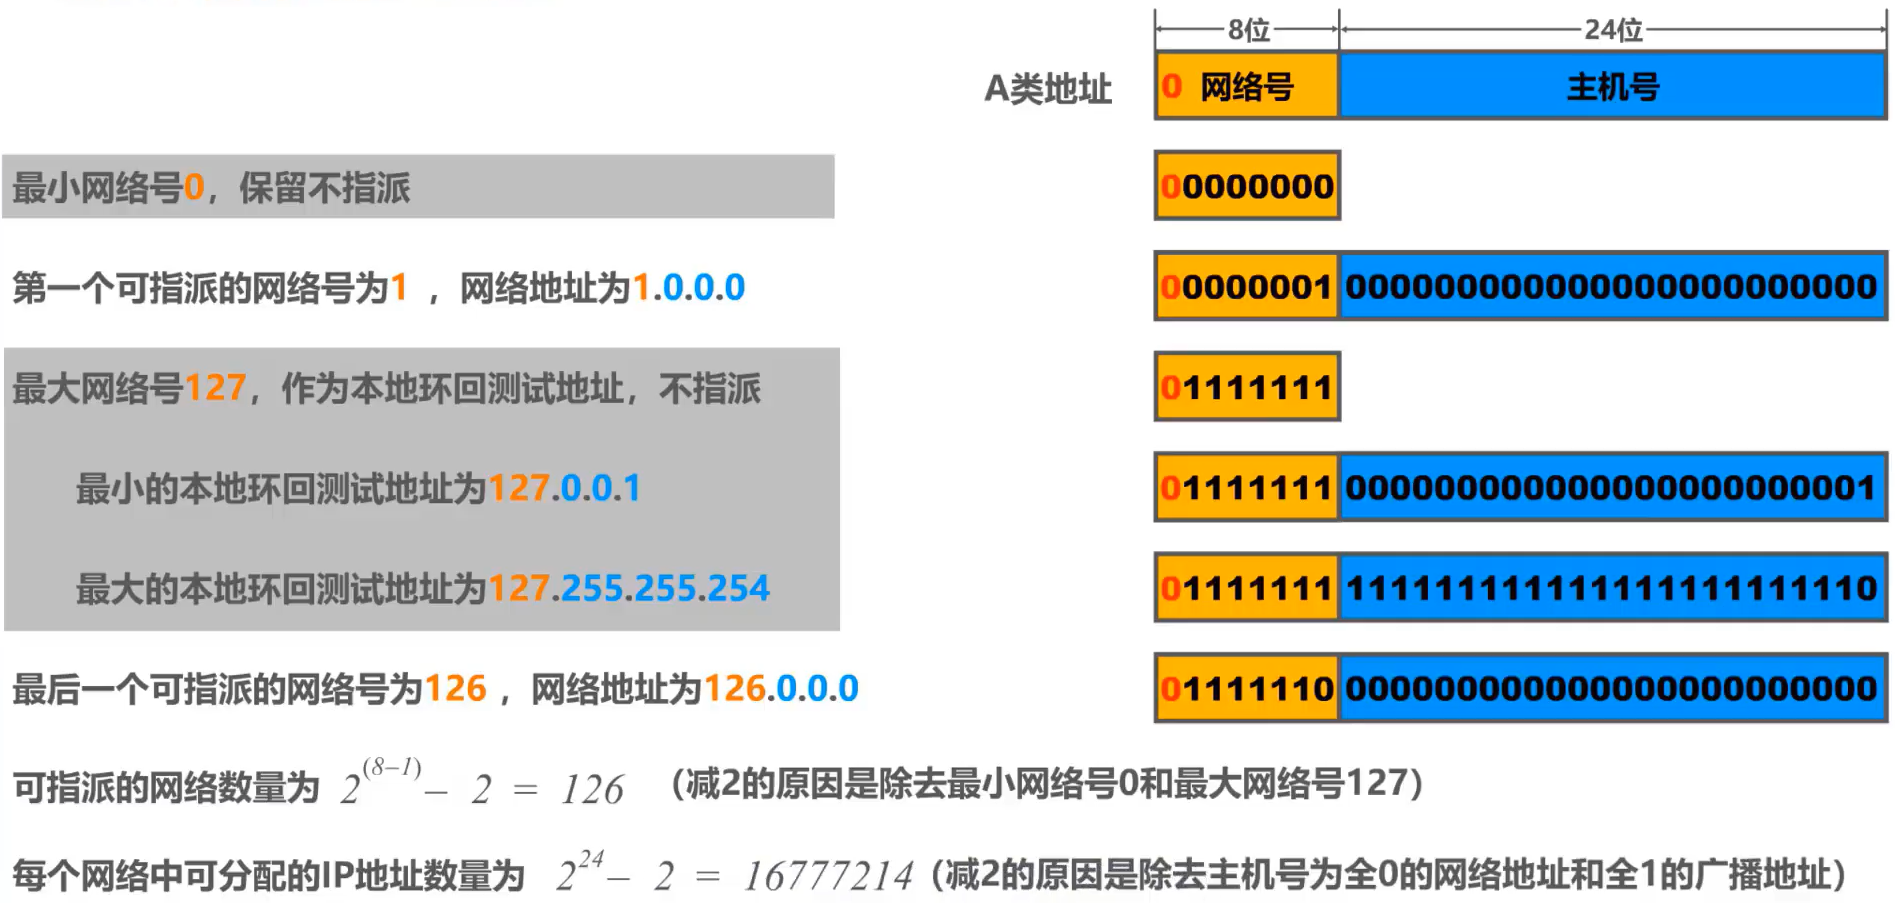 8位 24位
A类地址 0 网络号 主机号
最小网络号0，保留不指派 00000000
第一个可指派的网络号为1 ，网络地址为1.0.0.0 00000001 000000000000000000000000
最大网络号127，作为本地环回测试地址，不指派 01111111
最小的本地环回测试地址为127.0.0.1 01111111 000000000000000000000001
最大的本地环回测试地址为127.255.255.254 01111111 111111111111111111111110
最后一个可指派的网络号为126 ，网络地址为126.0.0.0 01111110 000000000000000000000000
可指派的网络数量为 2^(8−1) − 2 = 126 （减2的原因是除去最小网络号0和最大网络号127）
每个网络中可分配的IP地址数量为 2^24 − 2 = 16777214（减2的原因是除去主机号为全0的网络地址和全1的广播地址）